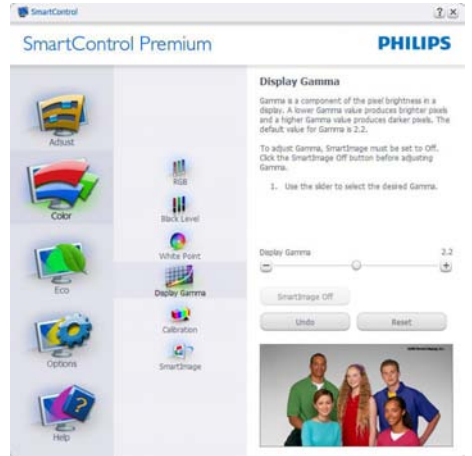 SmartControl
SmartControl Premium
PHILIPS
Adjust
Color
Eco
Options
Help
RGB
Black Level
White Point
Display Gamma
Calibration
SmartImage
Display Gamma
Gamma is a component of the pixel brightness in a
display. A lower Gamma value produces brighter pixels
and a higher Gamma value produces darker pixels. The
default value for Gamma is 2.2.
To adjust Gamma, SmartImage must be set to Off.
Click the SmartImage Off button before adjusting
Gamma.
1. Use the slider to select the desired Gamma.
Display Gamma 2.2
SmartImage Off
Undo Reset